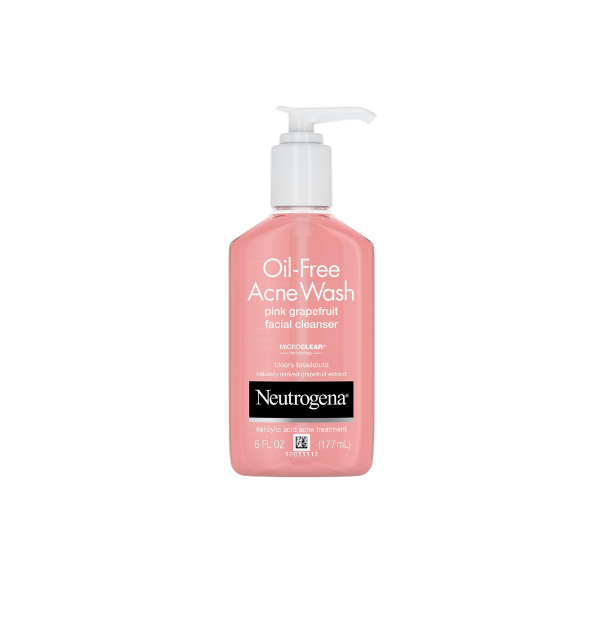 Oil-Free
Acne Wash
pink grapefruit
facial cleanser
MICROCLEAR®
technology
clears breakouts
naturally derived grapefruit extract
Neutrogena®
salicylic acid acne treatment
6 FL OZ (177mL)